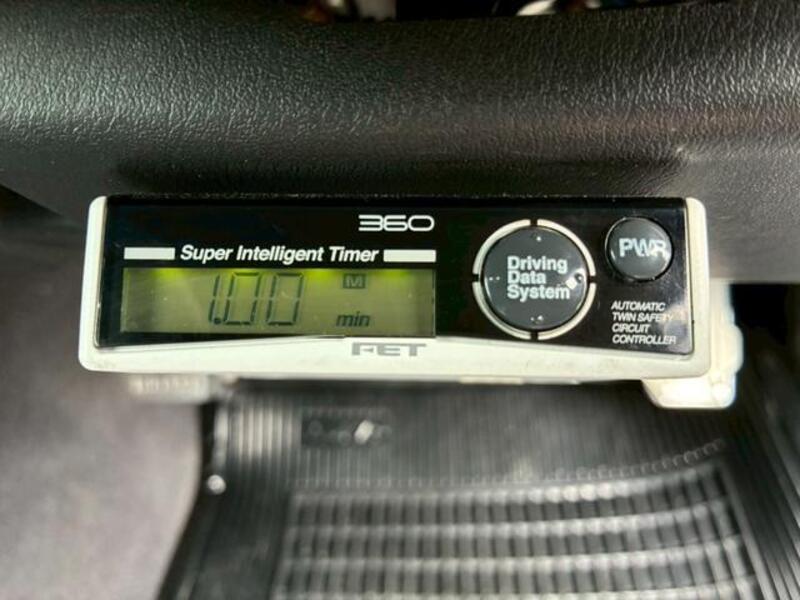 360
Super Intelligent Timer
1.00 M min
Driving
Data
System
PWR
AUTOMATIC
TWIN SAFETY
CIRCUIT
CONTROLLER
FET